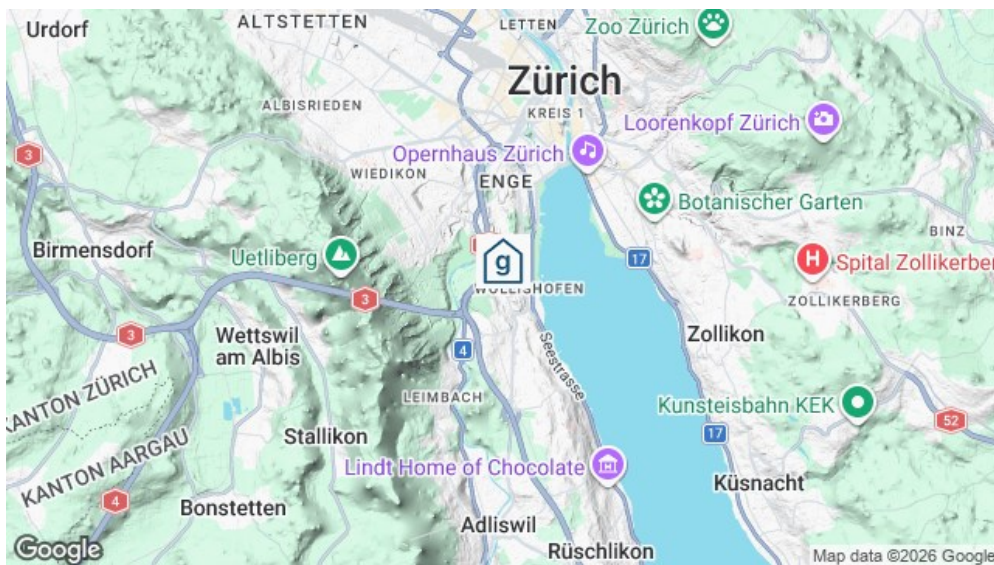 Urdorf
ALTSTETTEN
LETTEN
Zoo Zürich
Zürich
ALBISRIEDEN
KREIS 1
Loorenkopf Zürich
3
Opernhaus Zürich
WIEDIKON
ENGE
Botanischer Garten
BINZ
Birmensdorf
Uetliberg
g
17
H
Spital Zollikerber
WOLLISHOFEN
ZOLLIKERBERG
3
3
Wettswil
am Albis
4
Zollikon
Seestrasse
KANTON ZÜRICH
LEIMBACH
Kunsteisbahn KEK
52
KANTON AARGAU
Stallikon
17
Lindt Home of Chocolate
Küsnacht
4
Bonstetten
Adliswil
Rüschlikon
Google
Map data ©2026 Google